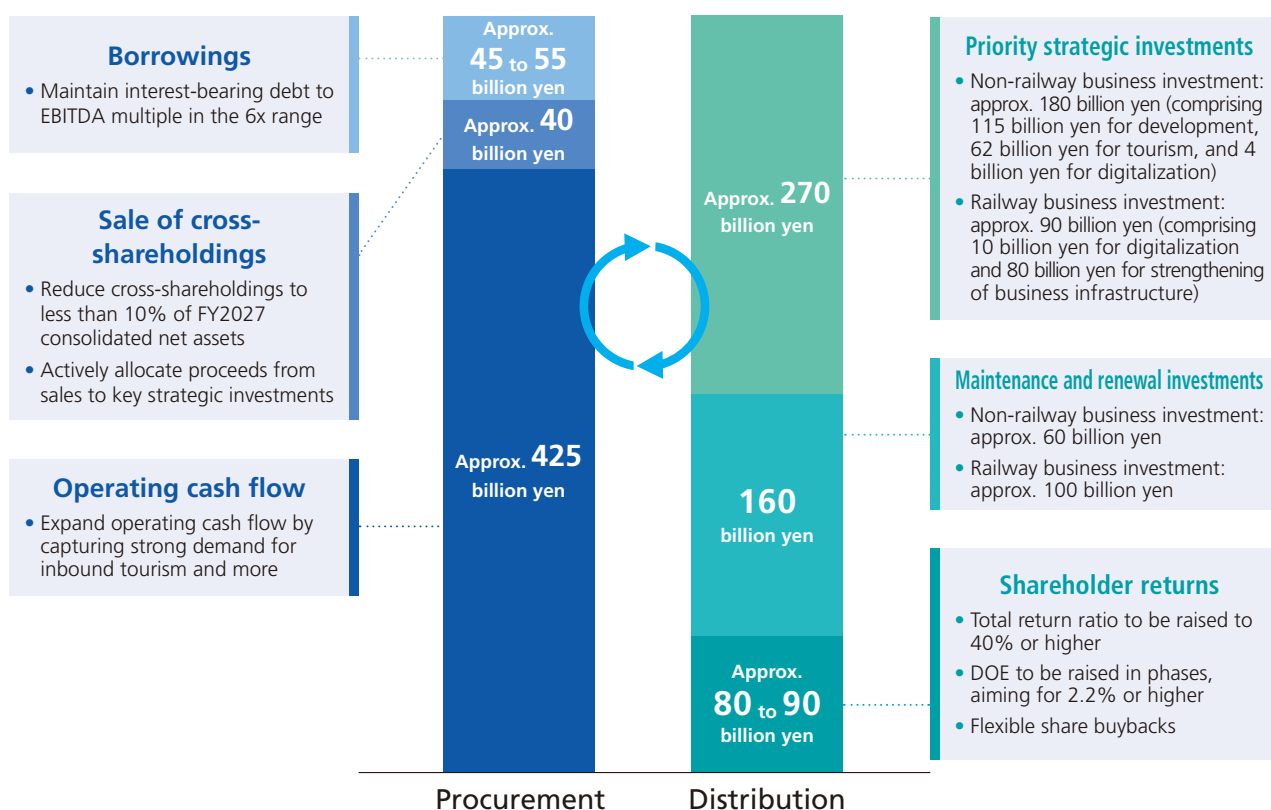 Borrowings
• Maintain interest-bearing debt to
EBITDA multiple in the 6x range
Sale of cross-
shareholdings
• Reduce cross-shareholdings to
less than 10% of FY2027
consolidated net assets
• Actively allocate proceeds from
sales to key strategic investments
Operating cash flow
• Expand operating cash flow by
capturing strong demand for
inbound tourism and more
Approx.
45 to 55
billion yen
Approx. 40
billion yen
Approx. 425
billion yen
Procurement
Approx. 270
billion yen
160
billion yen
Approx.
80 to 90
billion yen
Distribution
Priority strategic investments
• Non-railway business investment:
approx. 180 billion yen (comprising
115 billion yen for development,
62 billion yen for tourism, and 4
billion yen for digitalization)
• Railway business investment:
approx. 90 billion yen (comprising
10 billion yen for digitalization
and 80 billion yen for strengthening
of business infrastructure)
Maintenance and renewal investments
• Non-railway business investment:
approx. 60 billion yen
• Railway business investment:
approx. 100 billion yen
Shareholder returns
• Total return ratio to be raised to
40% or higher
• DOE to be raised in phases,
aiming for 2.2% or higher
• Flexible share buybacks